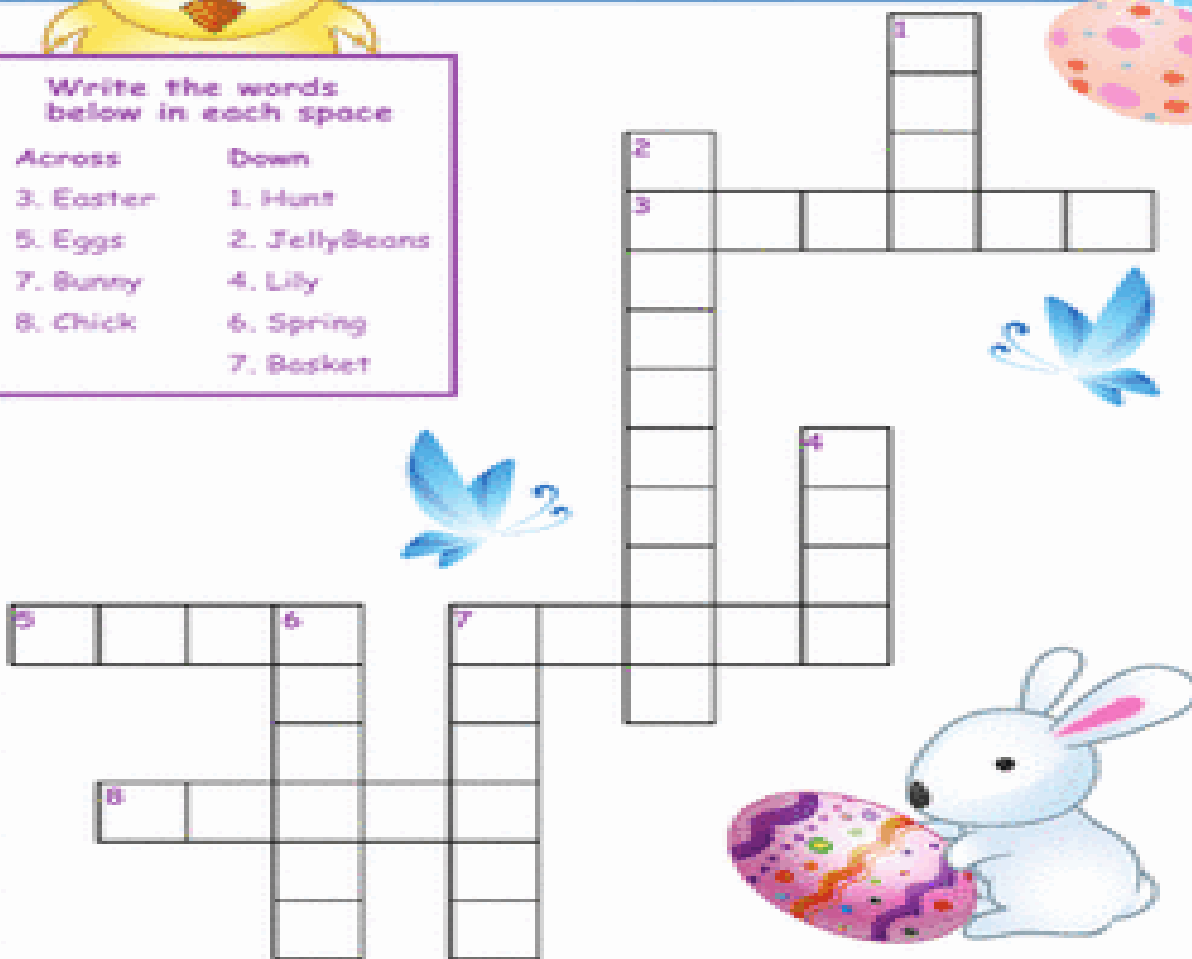 Write the words
below in each space
Across Down
3. Easter 1. Hunt
5. Eggs 2. JellyBeans
7. Bunny 4. Lilly
8. Chick 6. Spring
7. Basket
1
2
3
4
5 6 7
8